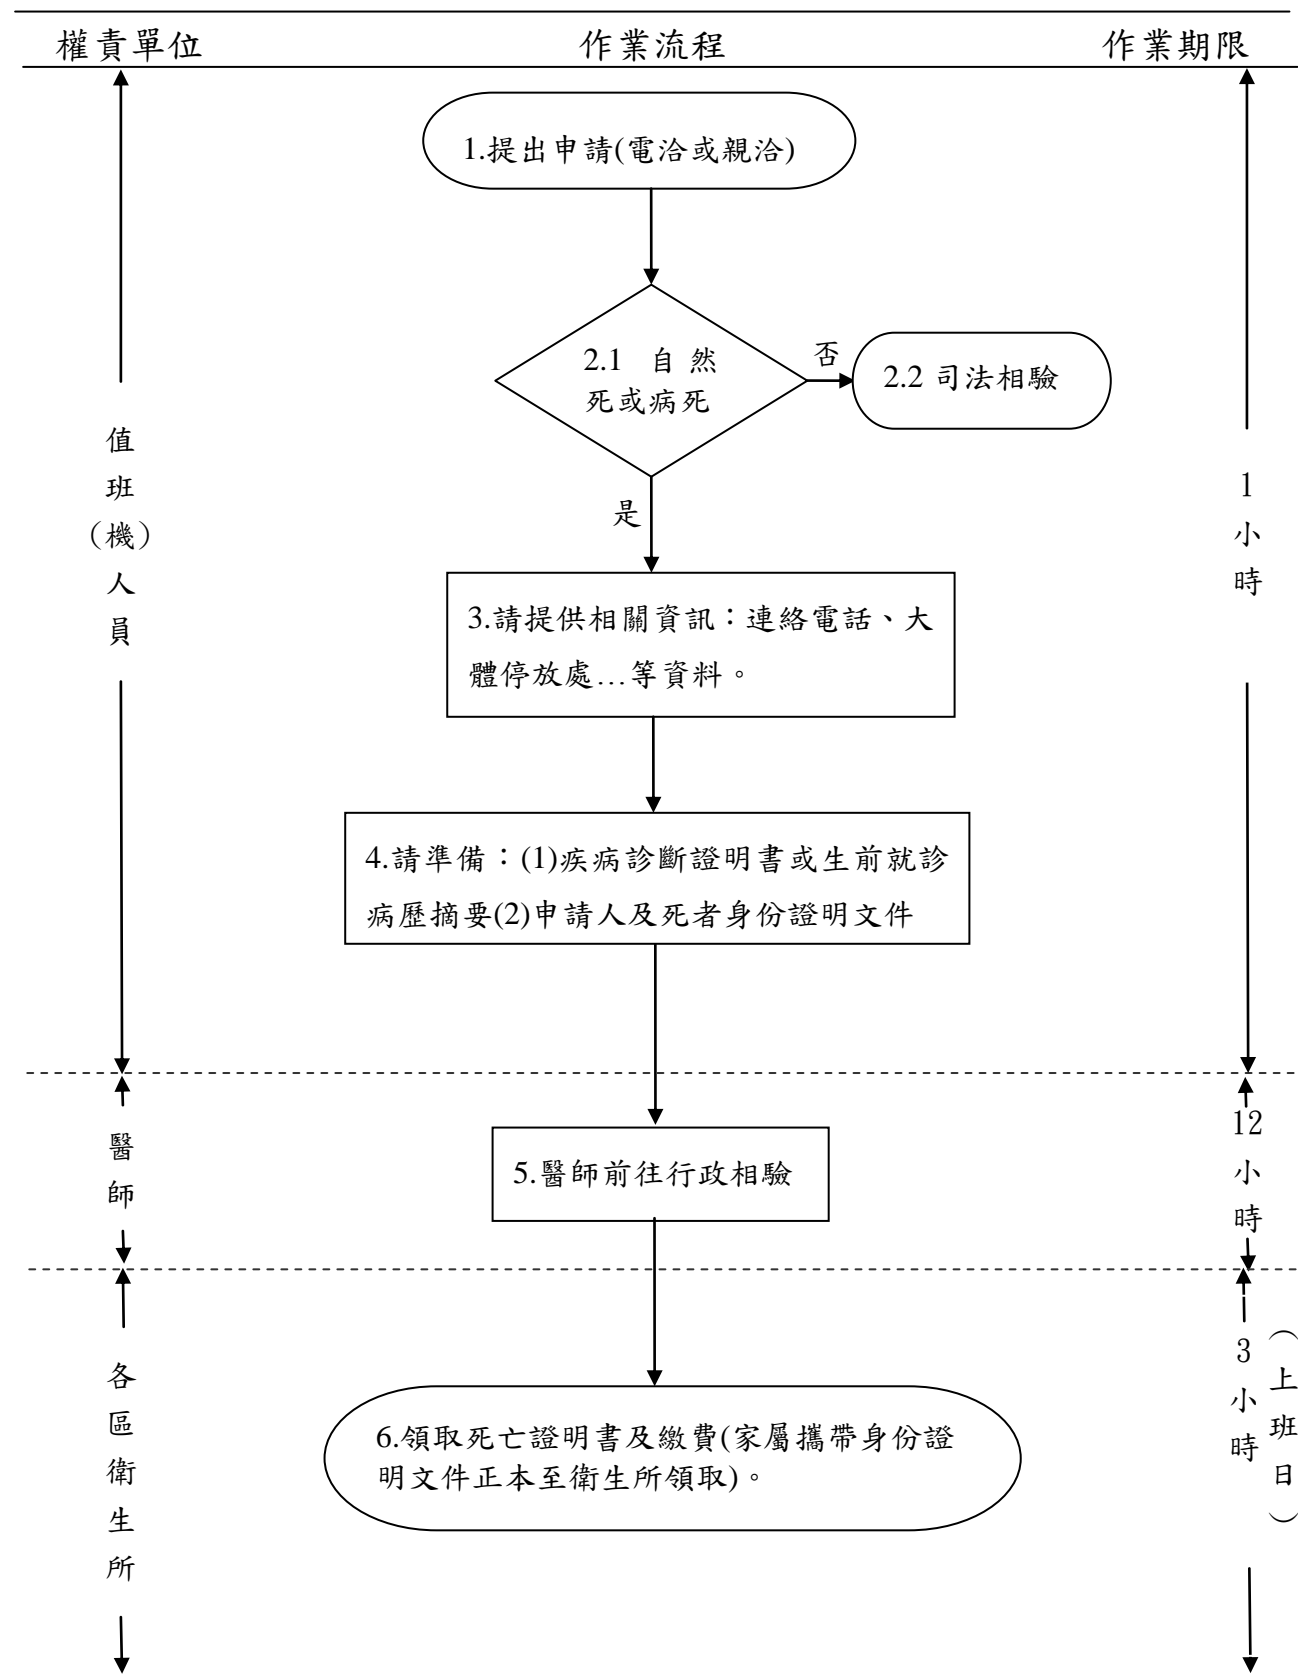 權責單位
作業流程
作業期限
1.提出申請(電洽或親洽)
2.1 自然
死或病死
否
2.2 司法相驗
是
值
班
（機）
人
員
1
小
時
3.請提供相關資訊：連絡電話、大
體停放處…等資料。
4.請準備：(1)疾病診斷證明書或生前就診
病歷摘要(2)申請人及死者身份證明文件
醫
師
5.醫師前往行政相驗
12
小
時
各
區
衛
生
所
6.領取死亡證明書及繳費(家屬攜帶身份證
明文件正本至衛生所領取)。
3
小
時
（上班日）